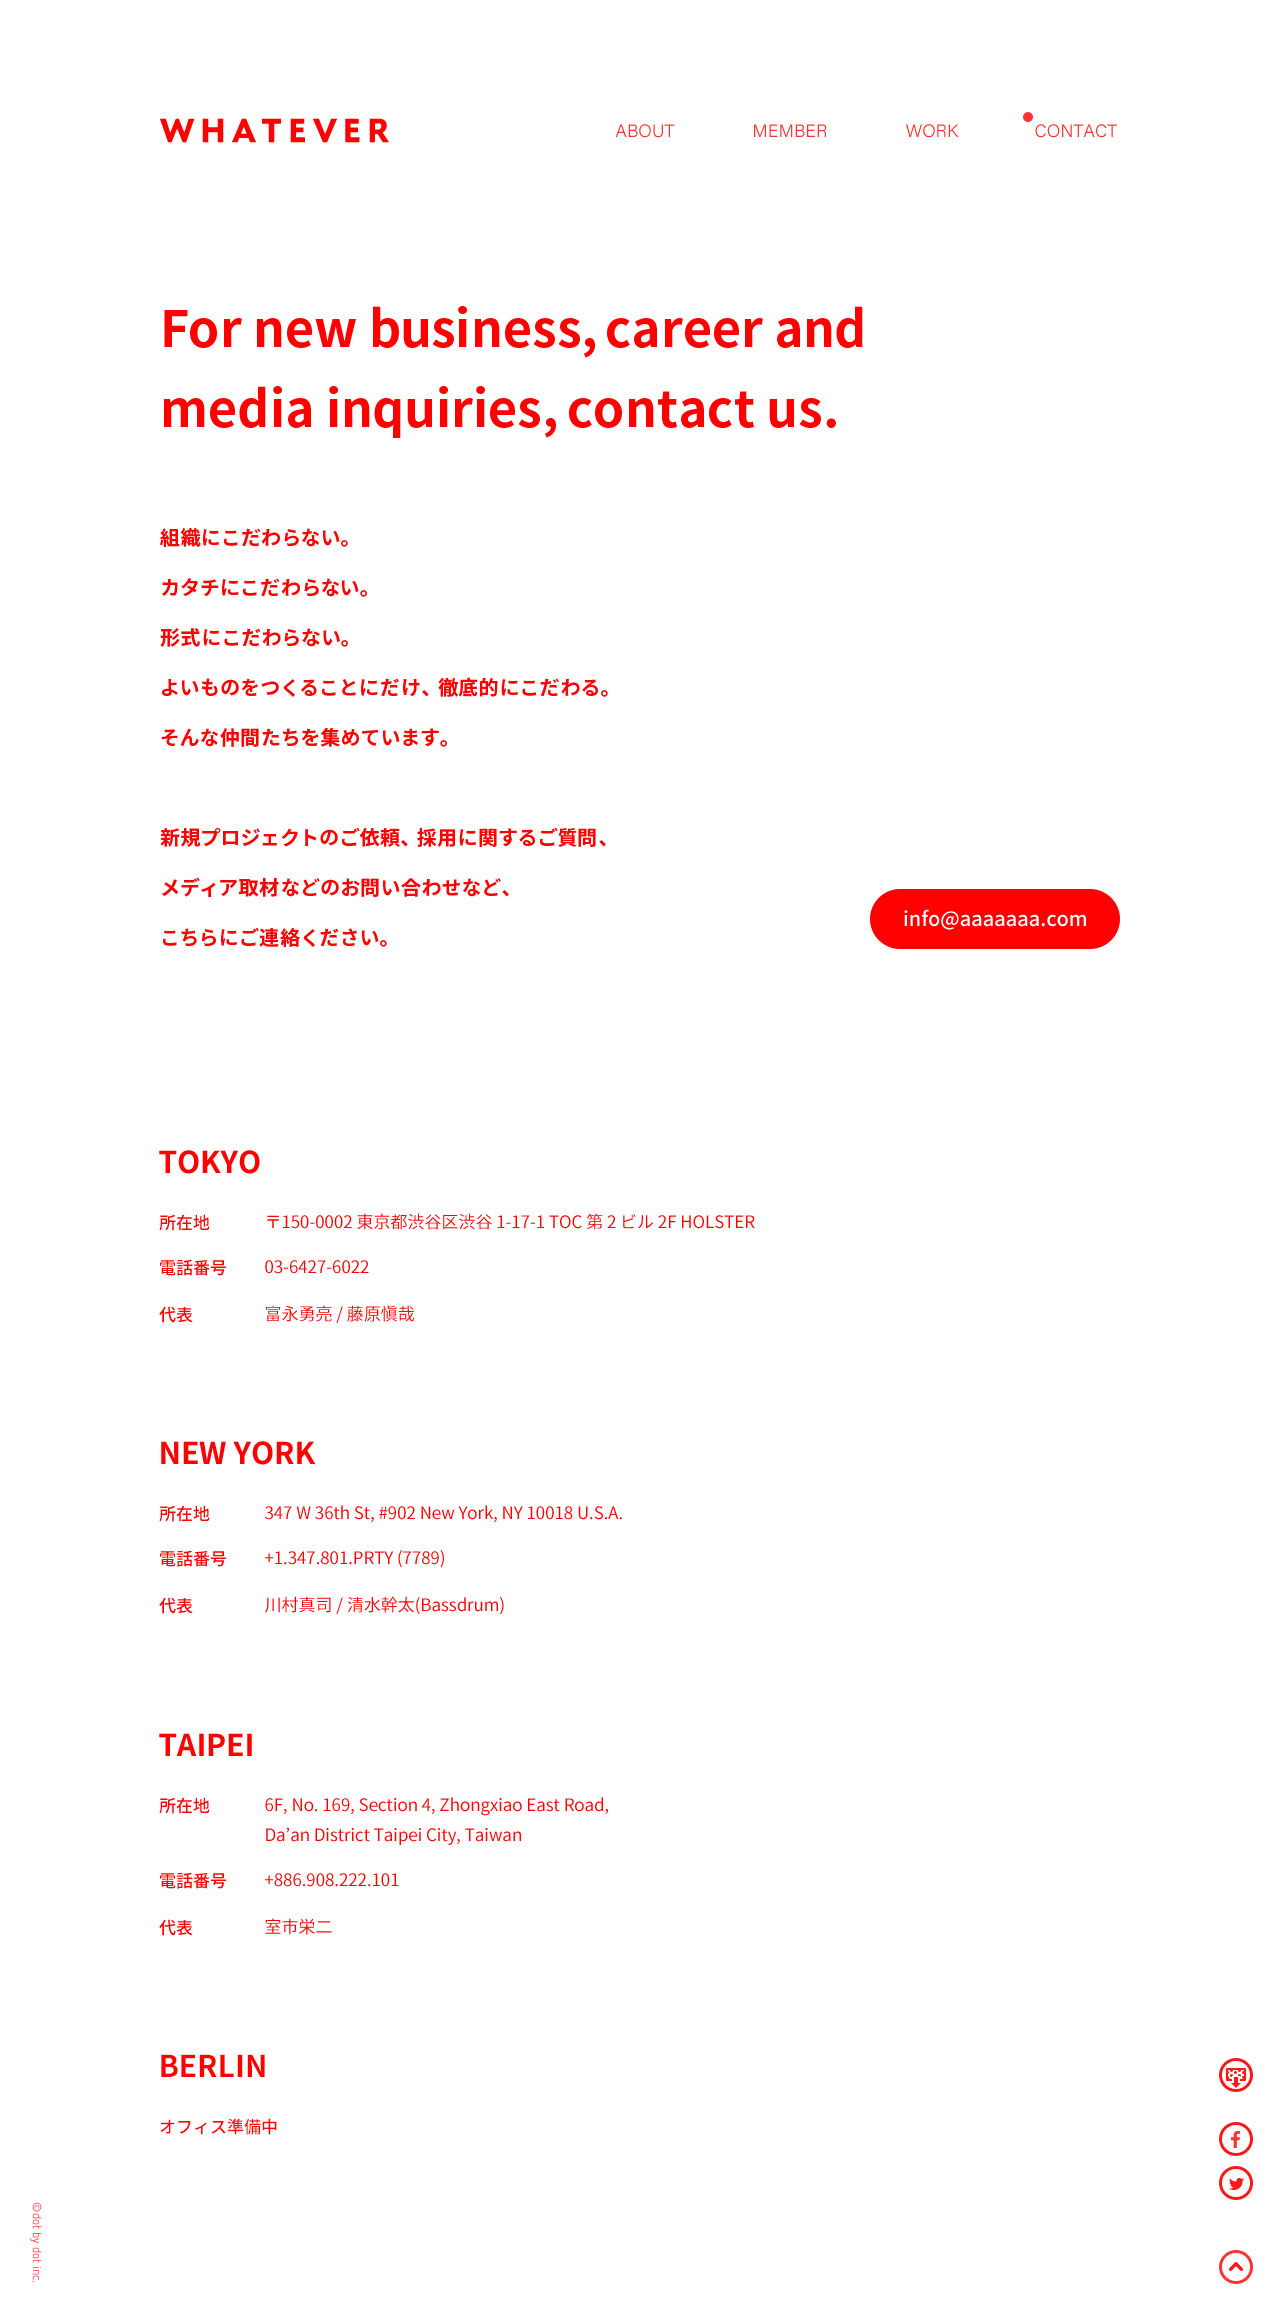 WHATEVER
ABOUT
MEMBER
WORK
CONTACT
For new business, career and
media inquiries, contact us.
組織にこだわらない。
カタチにこだわらない。
形式にこだわらない。
よいものをつくることにだけ、徹底的にこだわる。
そんな仲間たちを集めています。
新規プロジェクトのご依頼、採用に関するご質問、
メディア取材などのお問い合わせなど、
こちらにご連絡ください。
info@aaaaaaa.com
TOKYO
所在地 〒150-0002 東京都渋谷区渋谷 1-17-1 TOC 第 2 ビル 2F HOLSTER
電話番号 03-6427-6022
代表 富永勇亮 / 藤原愼哉
NEW YORK
所在地 347 W 36th St, #902 New York, NY 10018 U.S.A.
電話番号 +1.347.801.PRTY (7789)
代表 川村真司 / 清水幹太(Bassdrum)
TAIPEI
所在地 6F, No. 169, Section 4, Zhongxiao East Road,
Da’an District Taipei City, Taiwan
電話番号 +886.908.222.101
代表 室市栄二
BERLIN
オフィス準備中
©dot by dot inc.